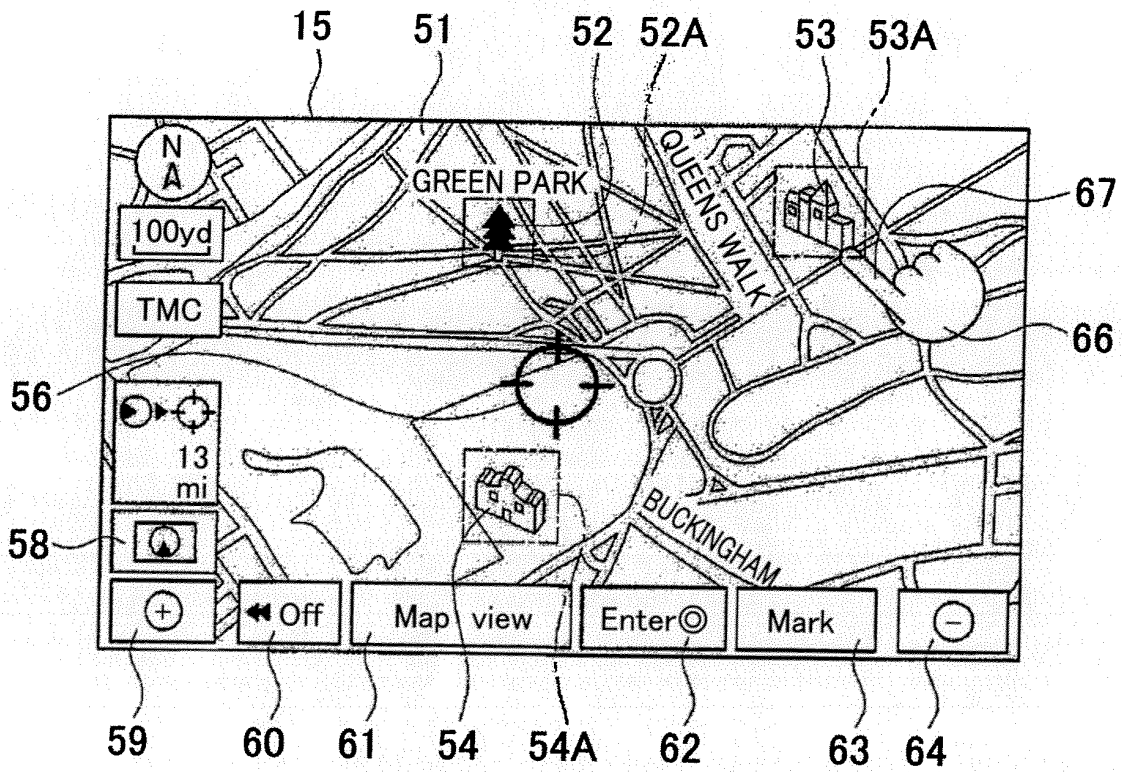 15 51 52 52A 53 53A
N
GREEN PARK
QUEENS WALK
67
100yd
TMC
66
56
13
mi
58
BUCKINGHAM
+
Off
Map view
Enter◎
Mark
−
59 60 61 54 54A 62 63 64